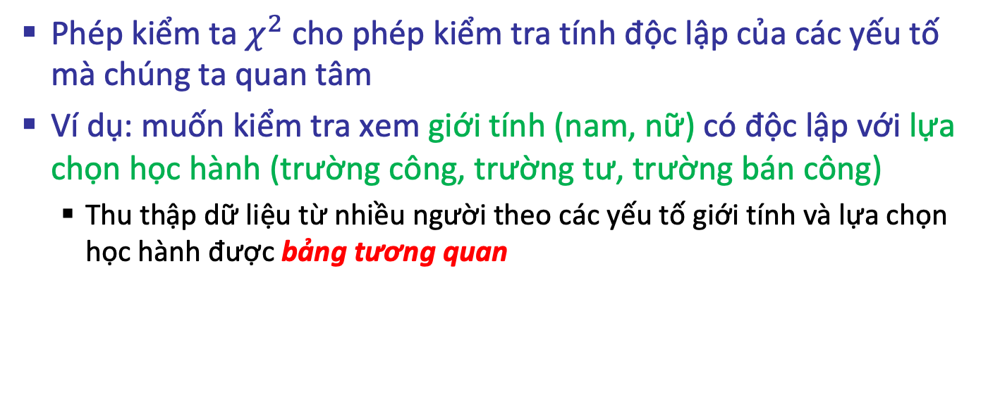 ▪ Phép kiểm ta χ² cho phép kiểm tra tính độc lập của các yếu tố
mà chúng ta quan tâm
▪ Ví dụ: muốn kiểm tra xem giới tính (nam, nữ) có độc lập với lựa
chọn học hành (trường công, trường tư, trường bán công)
▪ Thu thập dữ liệu từ nhiều người theo các yếu tố giới tính và lựa chọn
học hành được bảng tương quan